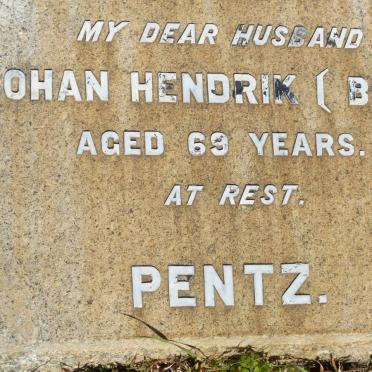 MY DEAR HUSBAND
OHAN HENDRIK (B
AGED 69 YEARS.
AT REST.
PENTZ.